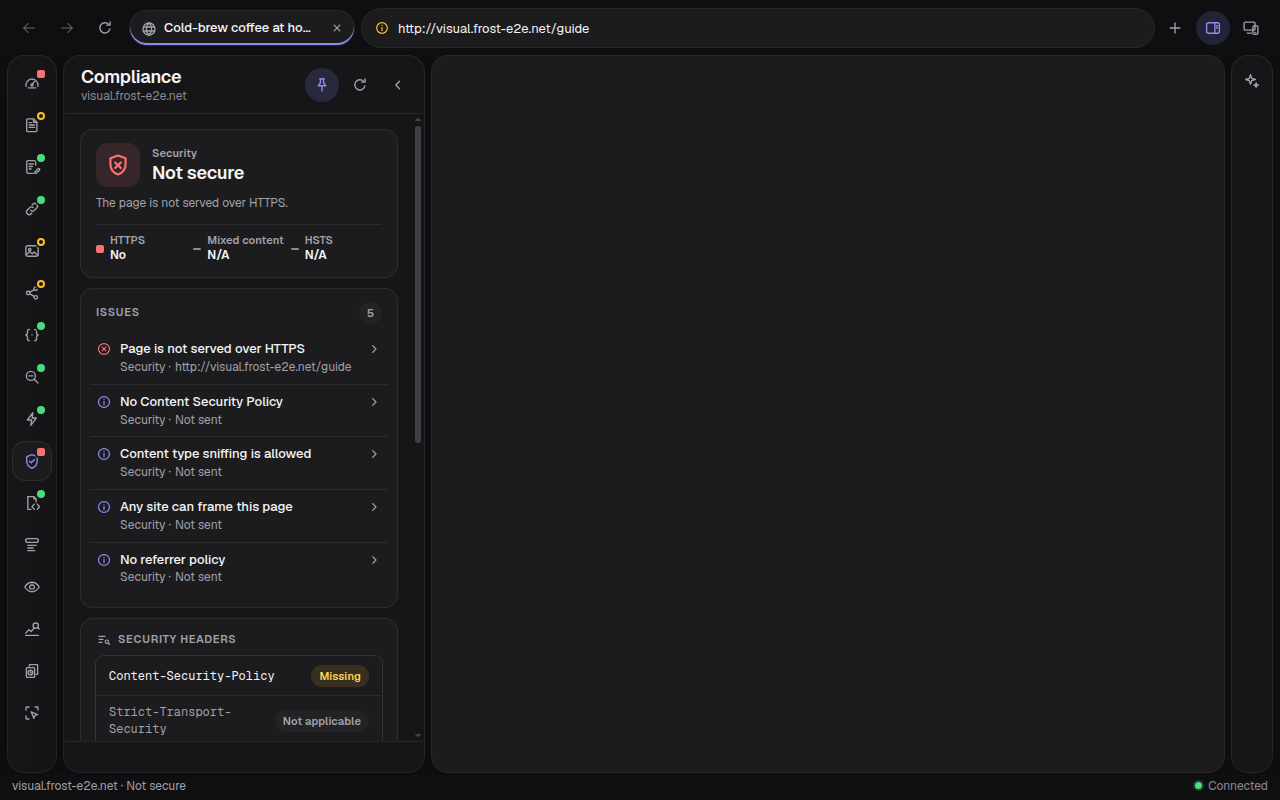 Cold-brew coffee at ho...
http://visual.frost-e2e.net/guide
Compliance
visual.frost-e2e.net
Security
Not secure
The page is not served over HTTPS.
HTTPS
No
Mixed content
N/A
HSTS
N/A
ISSUES
5
Page is not served over HTTPS
Security · http://visual.frost-e2e.net/guide
No Content Security Policy
Security · Not sent
Content type sniffing is allowed
Security · Not sent
Any site can frame this page
Security · Not sent
No referrer policy
Security · Not sent
SECURITY HEADERS
Content-Security-Policy
Missing
Strict-Transport-
Security
Not applicable
visual.frost-e2e.net · Not secure
Connected